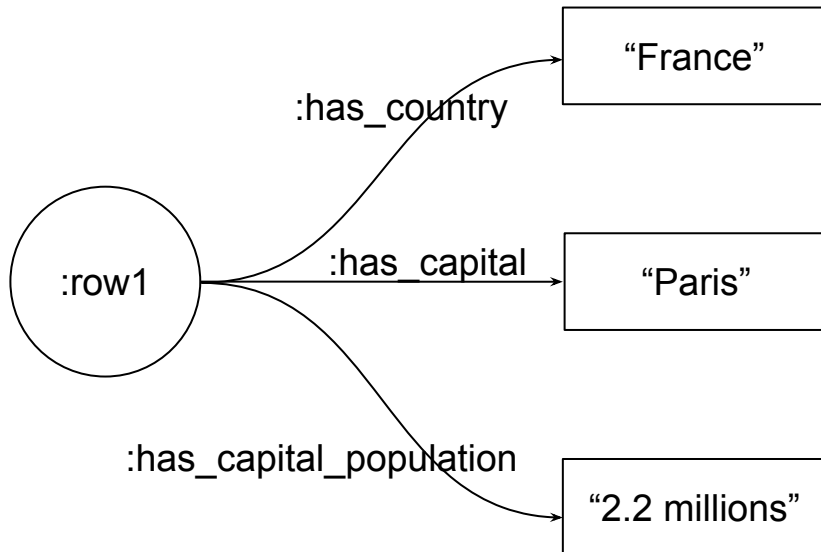 “France”
:has_country
:row1
:has_capital
“Paris”
:has_capital_population
“2.2 millions”